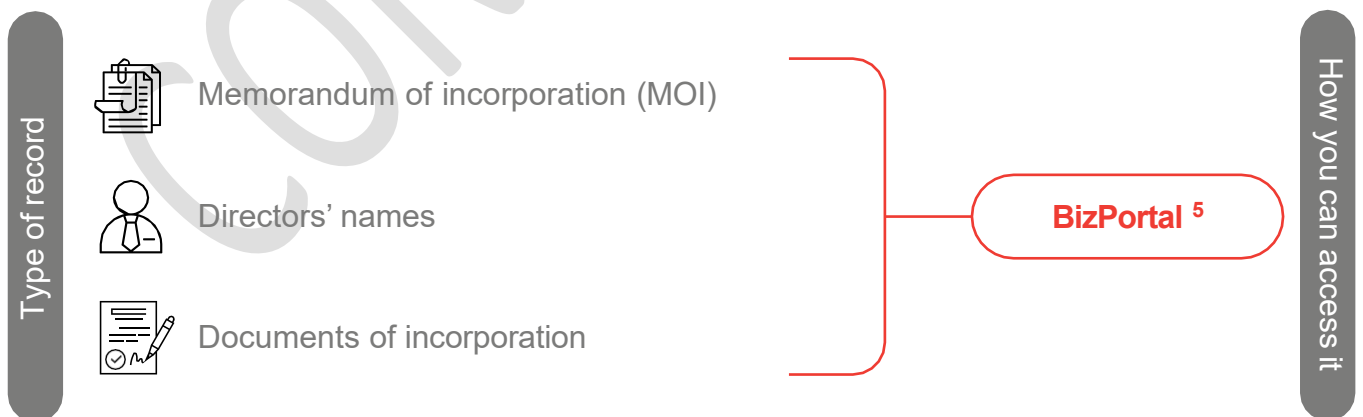 Type of record
Memorandum of incorporation (MOI)
Directors’ names
Documents of incorporation
BizPortal ⁵
How you can access it